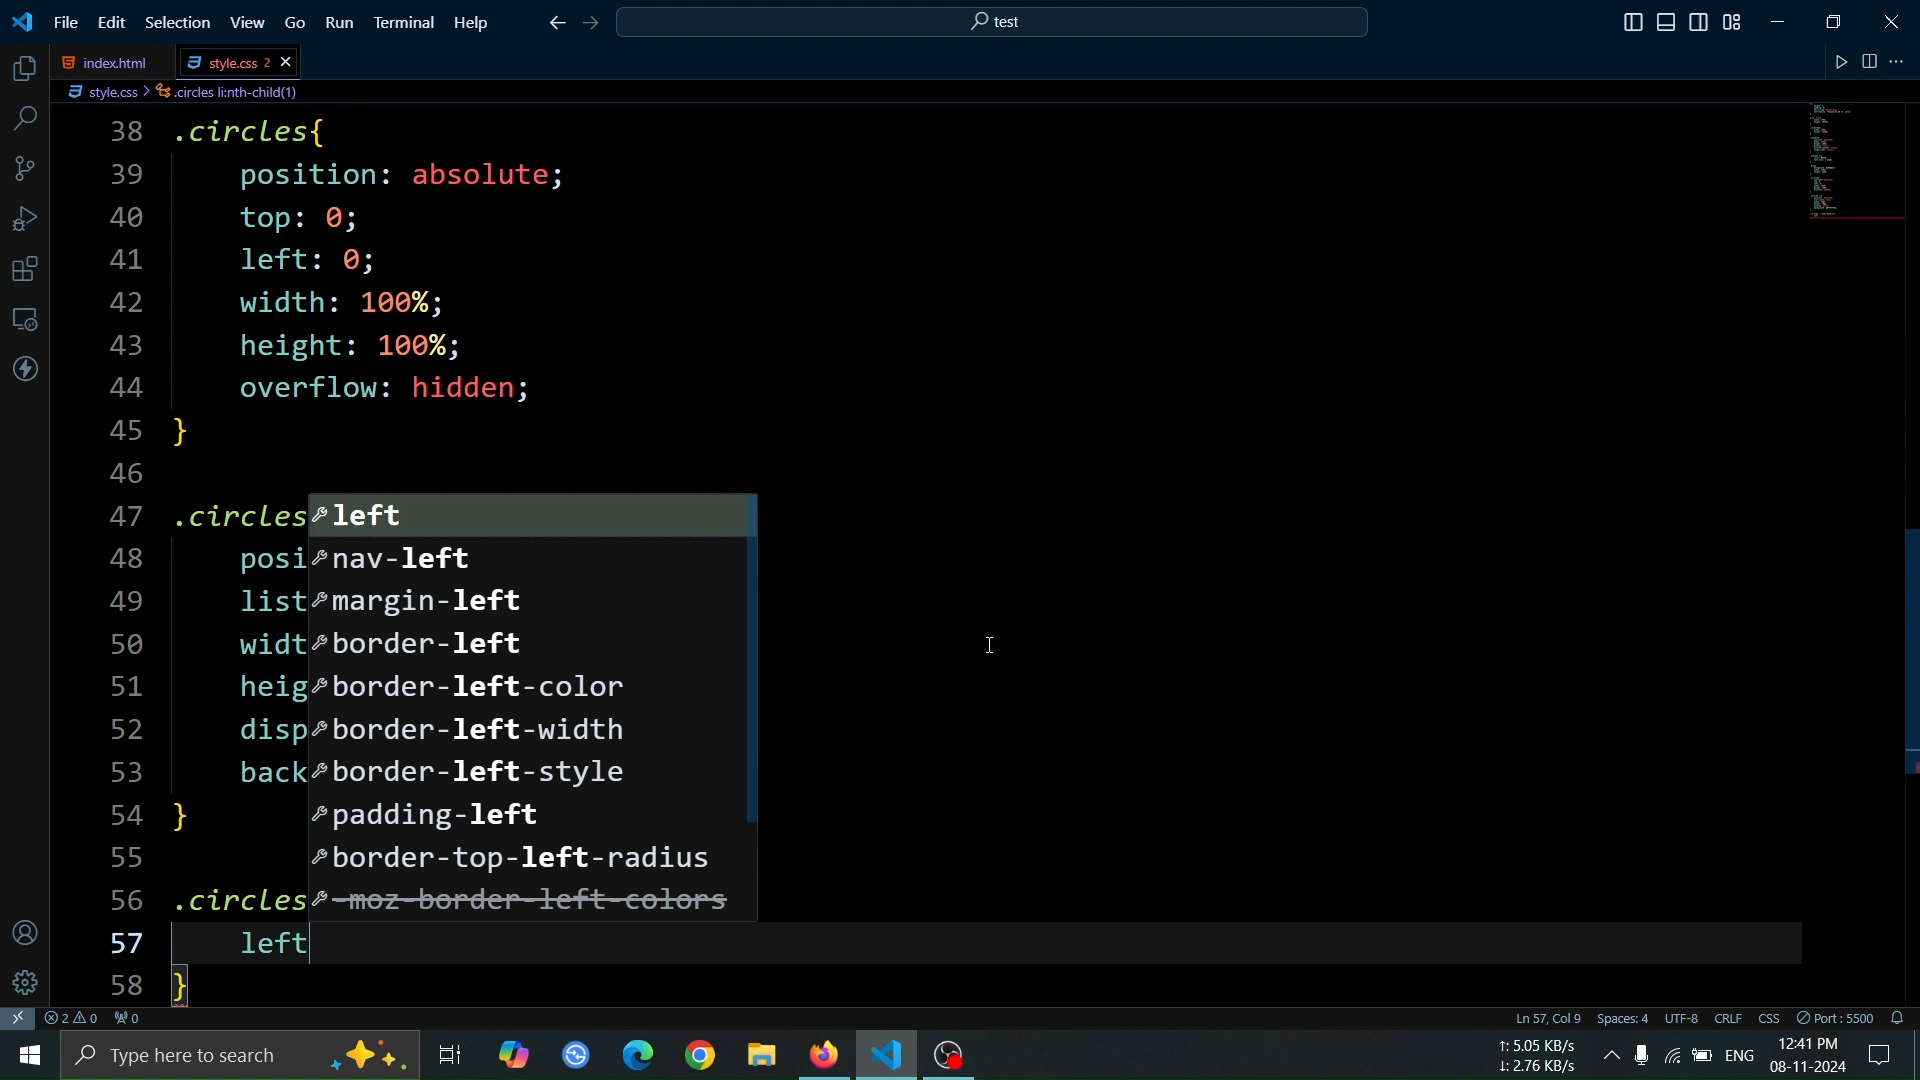 File Edit Selection View Go Run Terminal Help test
index.html style.css 2
style.css > .circles li:nth-child(1)
38 .circles{
39 position: absolute;
40 top: 0;
41 left: 0;
42 width: 100%;
43 height: 100%;
44 overflow: hidden;
45 }
46
47 .circles left
48 posi nav-left
49 list margin-left
50 widt border-left
51 heig border-left-color
52 disp border-left-width
53 back border-left-style
54 } padding-left
55 border-top-left-radius
56 .circles -moz-border-left-colors
57 left
58 }
2 0 0 Ln 57, Col 9 Spaces: 4 UTF-8 CRLF CSS Port : 5500
Type here to search ↑: 5.05 KB/s ENG 12:41 PM
↓: 2.76 KB/s 08-11-2024